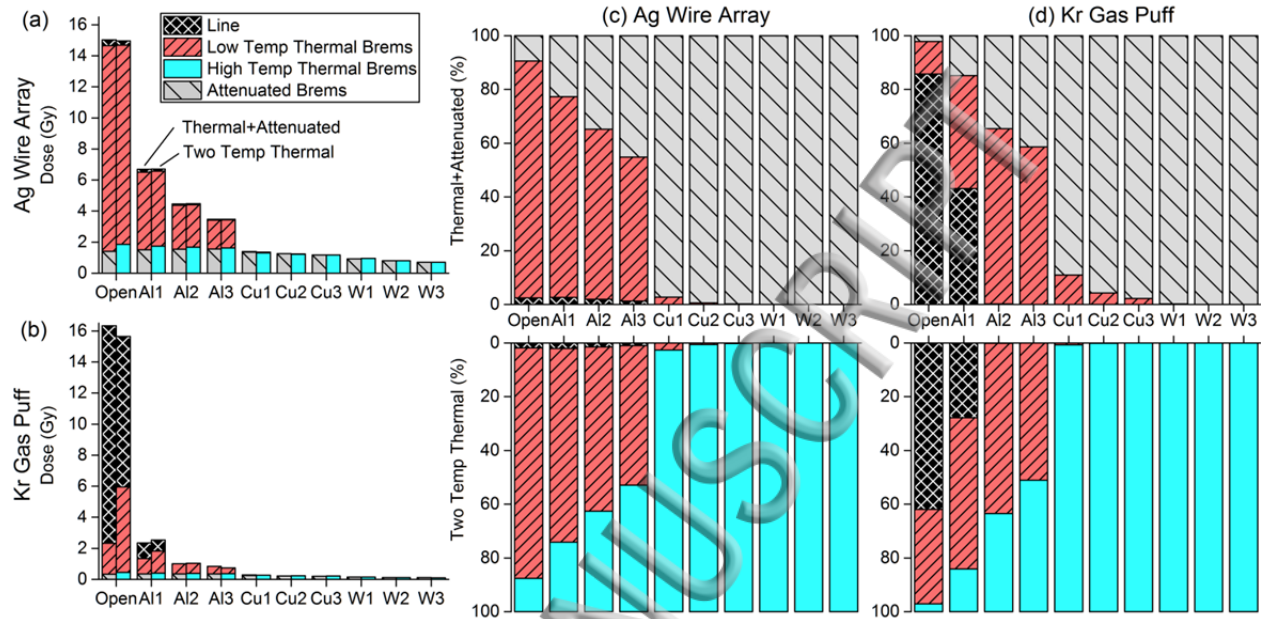 (a)
16
14
12
10
8
6
4
2
0
Ag Wire Array
Dose (Gy)
Line
Low Temp Thermal Brems
High Temp Thermal Brems
Attenuated Brems
Thermal+Attenuated
Two Temp Thermal
Open Al1 Al2 Al3 Cu1 Cu2 Cu3 W1 W2 W3
(b)
16
14
12
10
8
6
4
2
0
Kr Gas Puff
Dose (Gy)
Open Al1 Al2 Al3 Cu1 Cu2 Cu3 W1 W2 W3
(c) Ag Wire Array
100
80
60
40
20
0
Thermal+Attenuated (%)
Open Al1 Al2 Al3 Cu1 Cu2 Cu3 W1 W2 W3
0
20
40
60
80
100
Two Temp Thermal (%)
(d) Kr Gas Puff
100
80
60
40
20
0
Open Al1 Al2 Al3 Cu1 Cu2 Cu3 W1 W2 W3
0
20
40
60
80
100
NUSCRIPT